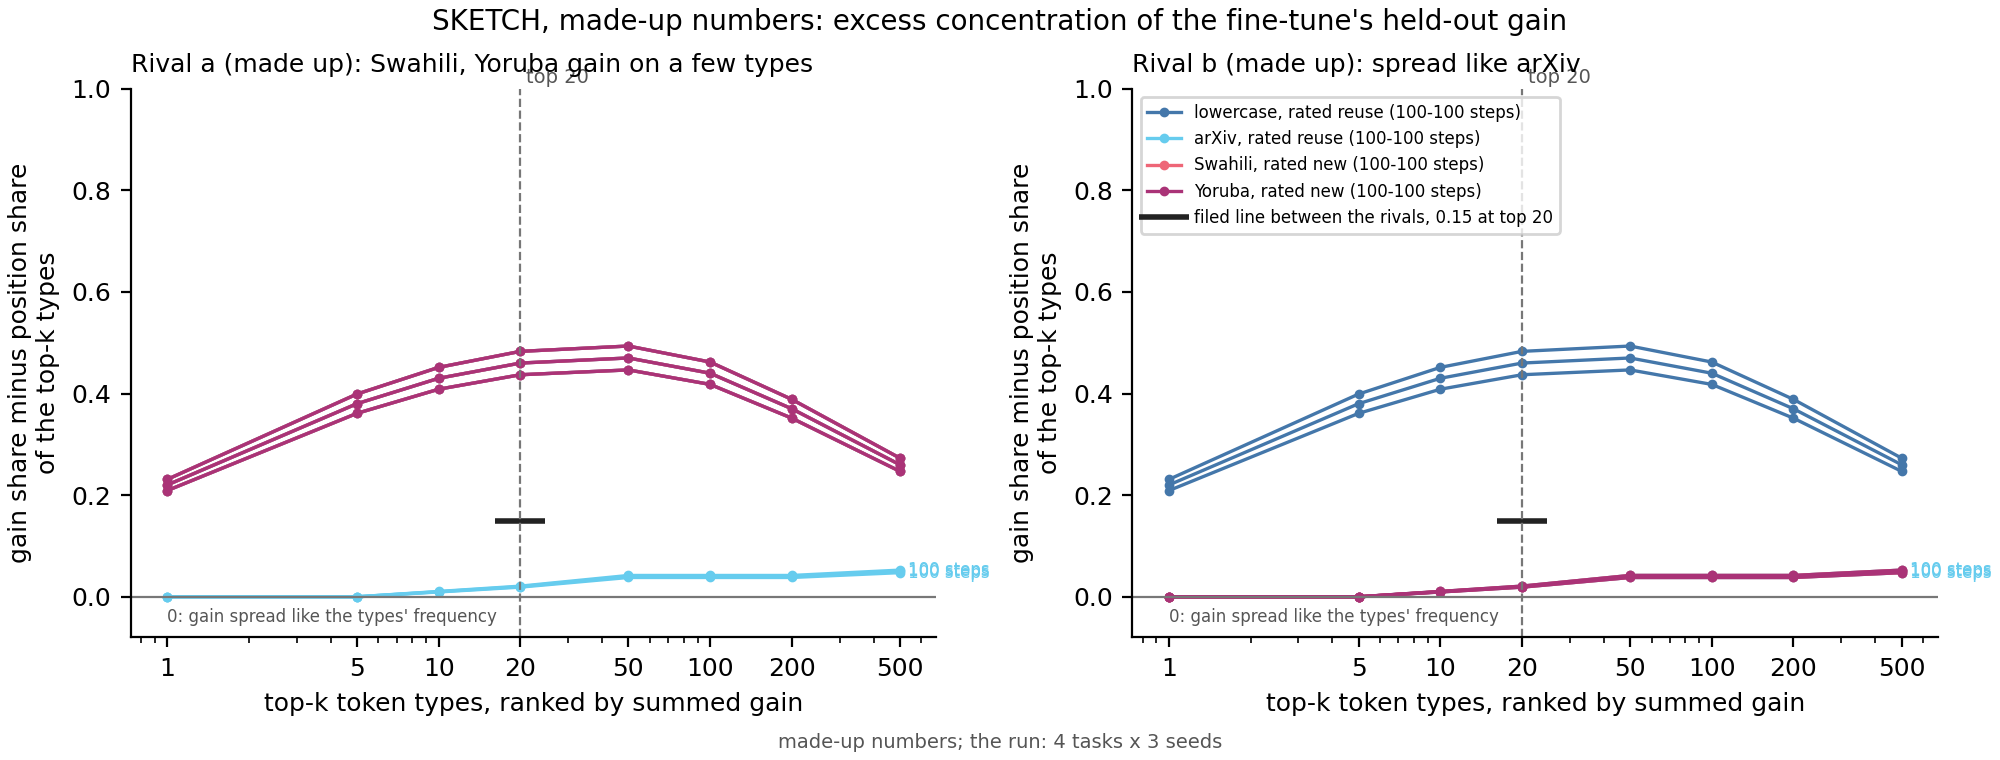 SKETCH, made-up numbers: excess concentration of the fine-tune's held-out gain
Rival a (made up): Swahili, Yoruba gain on a few types
top 20
gain share minus position share
of the top-k types
1.0
0.8
0.6
0.4
0.2
0.0
100 steps
100 steps
0: gain spread like the types' frequency
1
5
10
20
50
100
200
500
top-k token types, ranked by summed gain
Rival b (made up): spread like arXiv
top 20
gain share minus position share
of the top-k types
1.0
0.8
0.6
0.4
0.2
0.0
lowercase, rated reuse (100-100 steps)
arXiv, rated reuse (100-100 steps)
Swahili, rated new (100-100 steps)
Yoruba, rated new (100-100 steps)
filed line between the rivals, 0.15 at top 20
100 steps
100 steps
0: gain spread like the types' frequency
1
5
10
20
50
100
200
500
top-k token types, ranked by summed gain
made-up numbers; the run: 4 tasks x 3 seeds